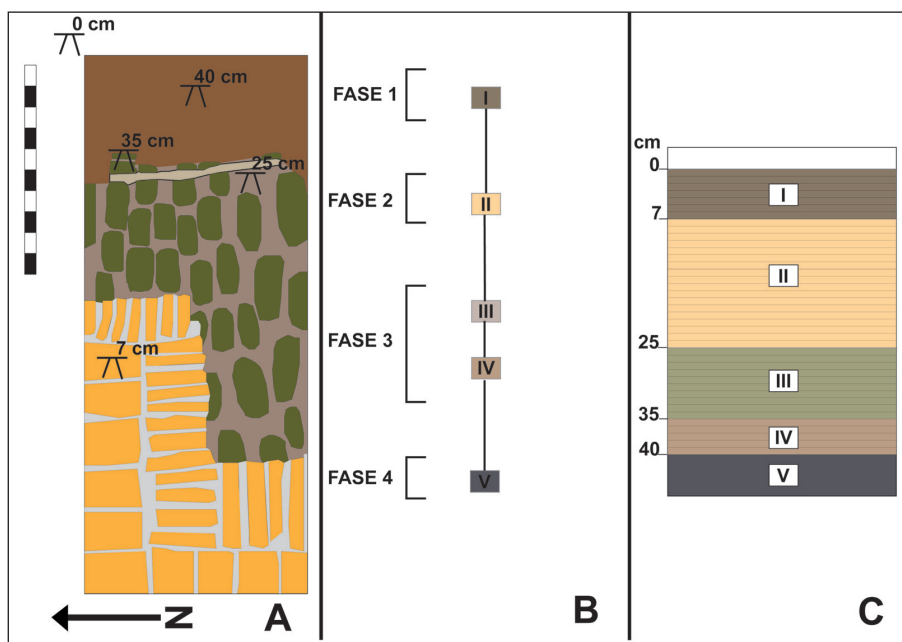 0 cm
40 cm
35 cm
25 cm
7 cm
N
A
FASE 1
I
FASE 2
II
FASE 3
III
IV
FASE 4
V
B
cm
0
I
7
II
25
III
35
IV
40
V
C